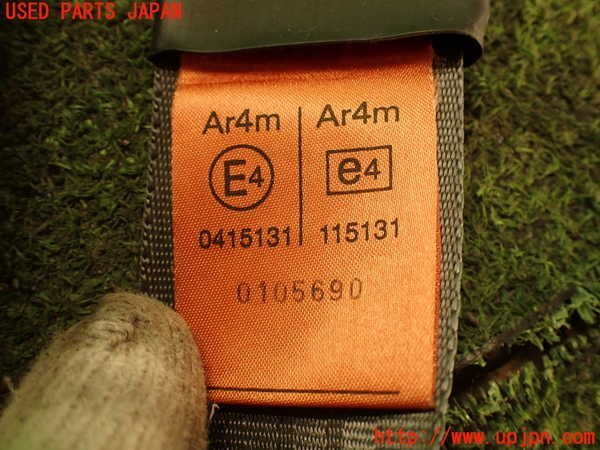 USED PARTS JAPAN
Ar4m Ar4m
E4 e4
0415131 115131
0105690
http://www.upjpn.com